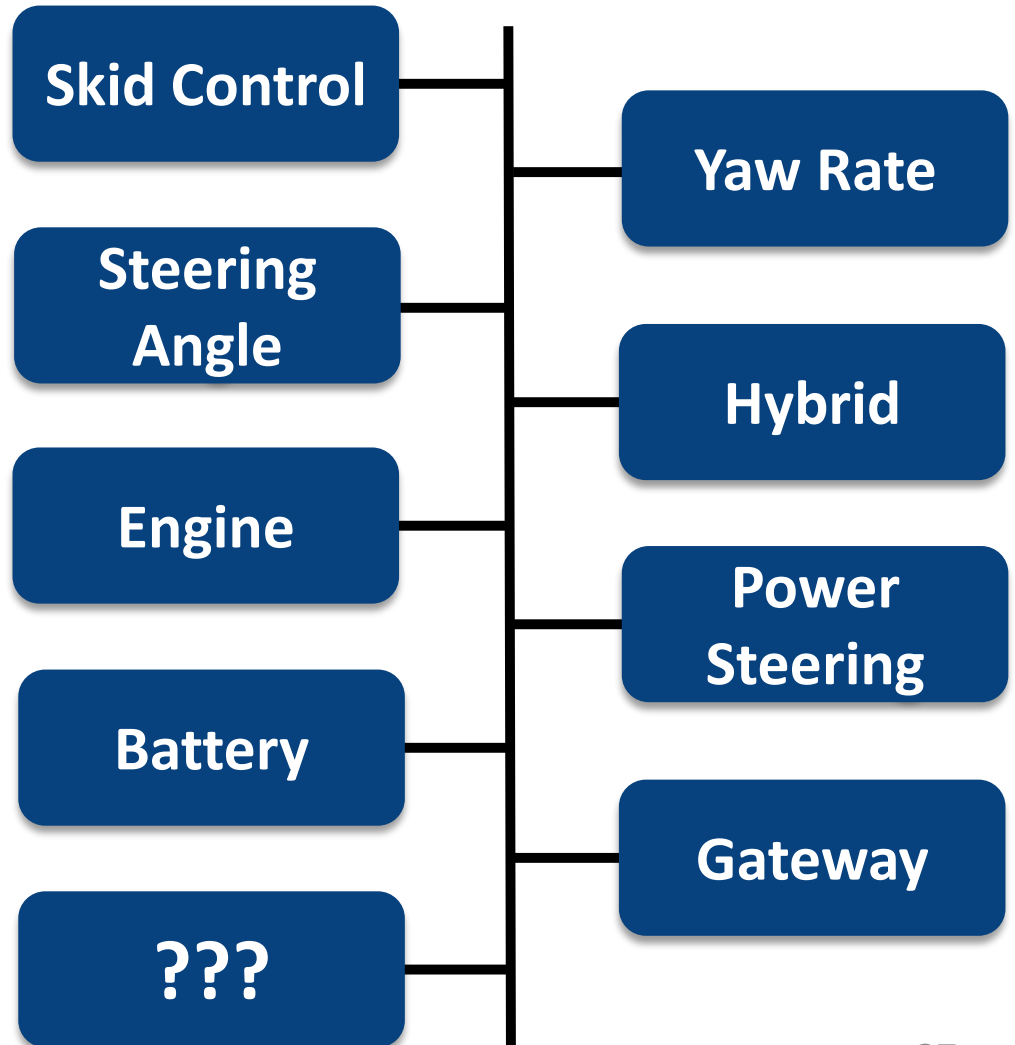 Skid Control
Yaw Rate
Steering
Angle
Hybrid
Engine
Power
Steering
Battery
Gateway
???